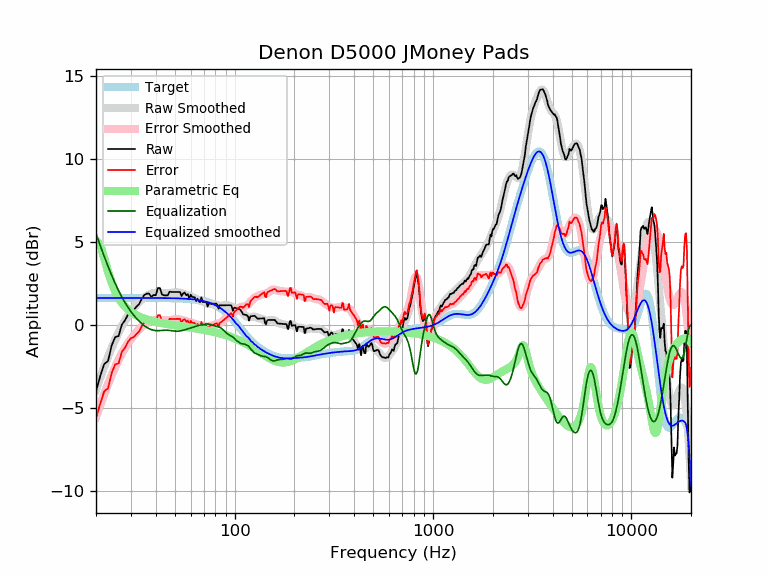 Denon D5000 JMoney Pads
Target
Raw Smoothed
Error Smoothed
Raw
Error
Parametric Eq
Equalization
Equalized smoothed
15
10
5
0
−5
−10
Amplitude (dBr)
100
1000
10000
Frequency (Hz)